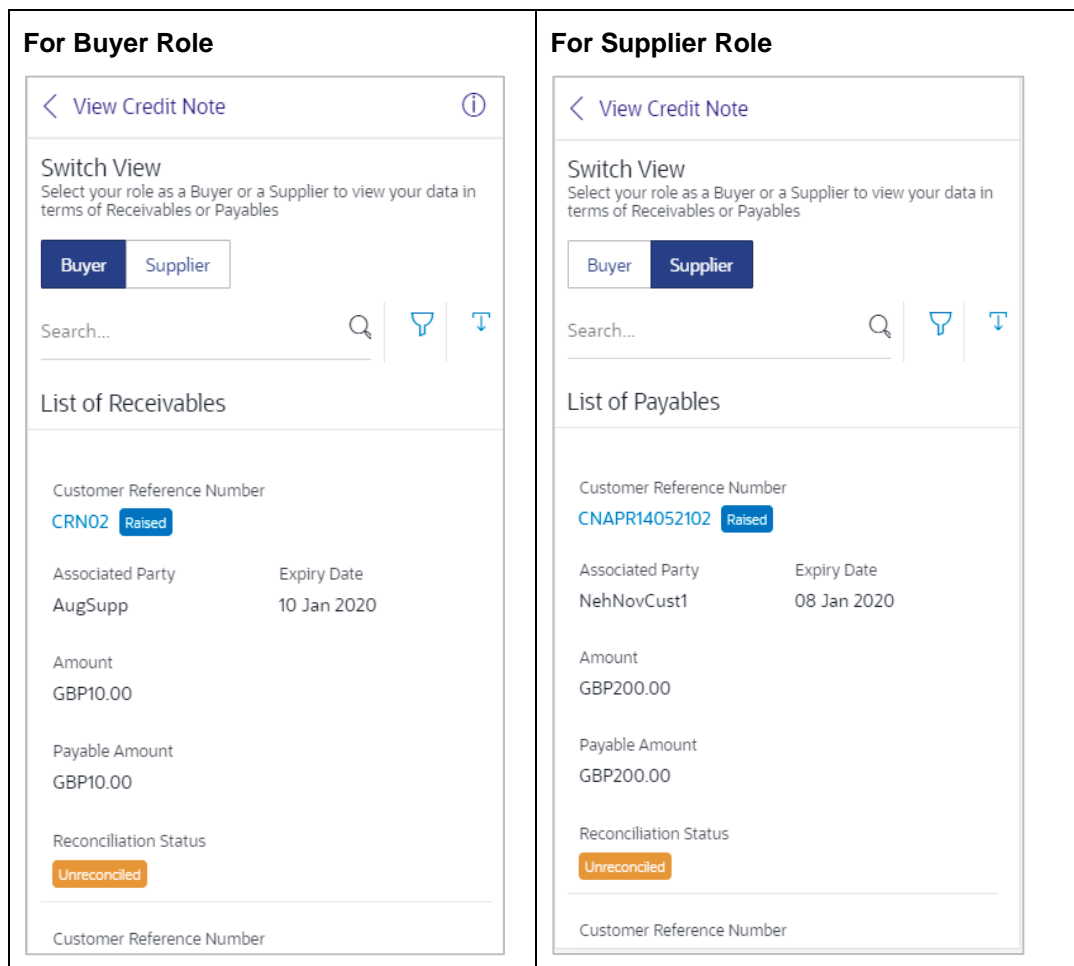 For Buyer Role
View Credit Note
Switch View
Select your role as a Buyer or a Supplier to view your data in
terms of Receivables or Payables
Buyer Supplier
Search...
List of Receivables
Customer Reference Number
CRN02 Raised
Associated Party Expiry Date
AugSupp 10 Jan 2020
Amount
GBP10.00
Payable Amount
GBP10.00
Reconciliation Status
Unreconciled
Customer Reference Number
For Supplier Role
View Credit Note
Switch View
Select your role as a Buyer or a Supplier to view your data in
terms of Receivables or Payables
Buyer Supplier
Search...
List of Payables
Customer Reference Number
CNAPR14052102 Raised
Associated Party Expiry Date
NehNovCust1 08 Jan 2020
Amount
GBP200.00
Payable Amount
GBP200.00
Reconciliation Status
Unreconciled
Customer Reference Number